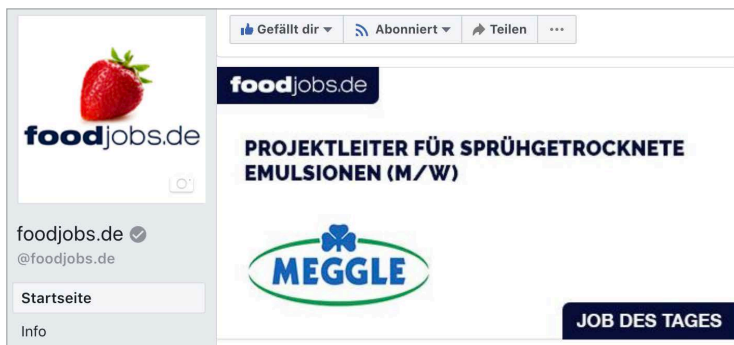 foodjobs.de
foodjobs.de
@foodjobs.de
Startseite
Info
Gefällt dir
Abonniert
Teilen
foodjobs.de
PROJEKTLEITER FÜR SPRÜHGETROCKNETE
EMULSIONEN (M/W)
MEGGLE
JOB DES TAGES